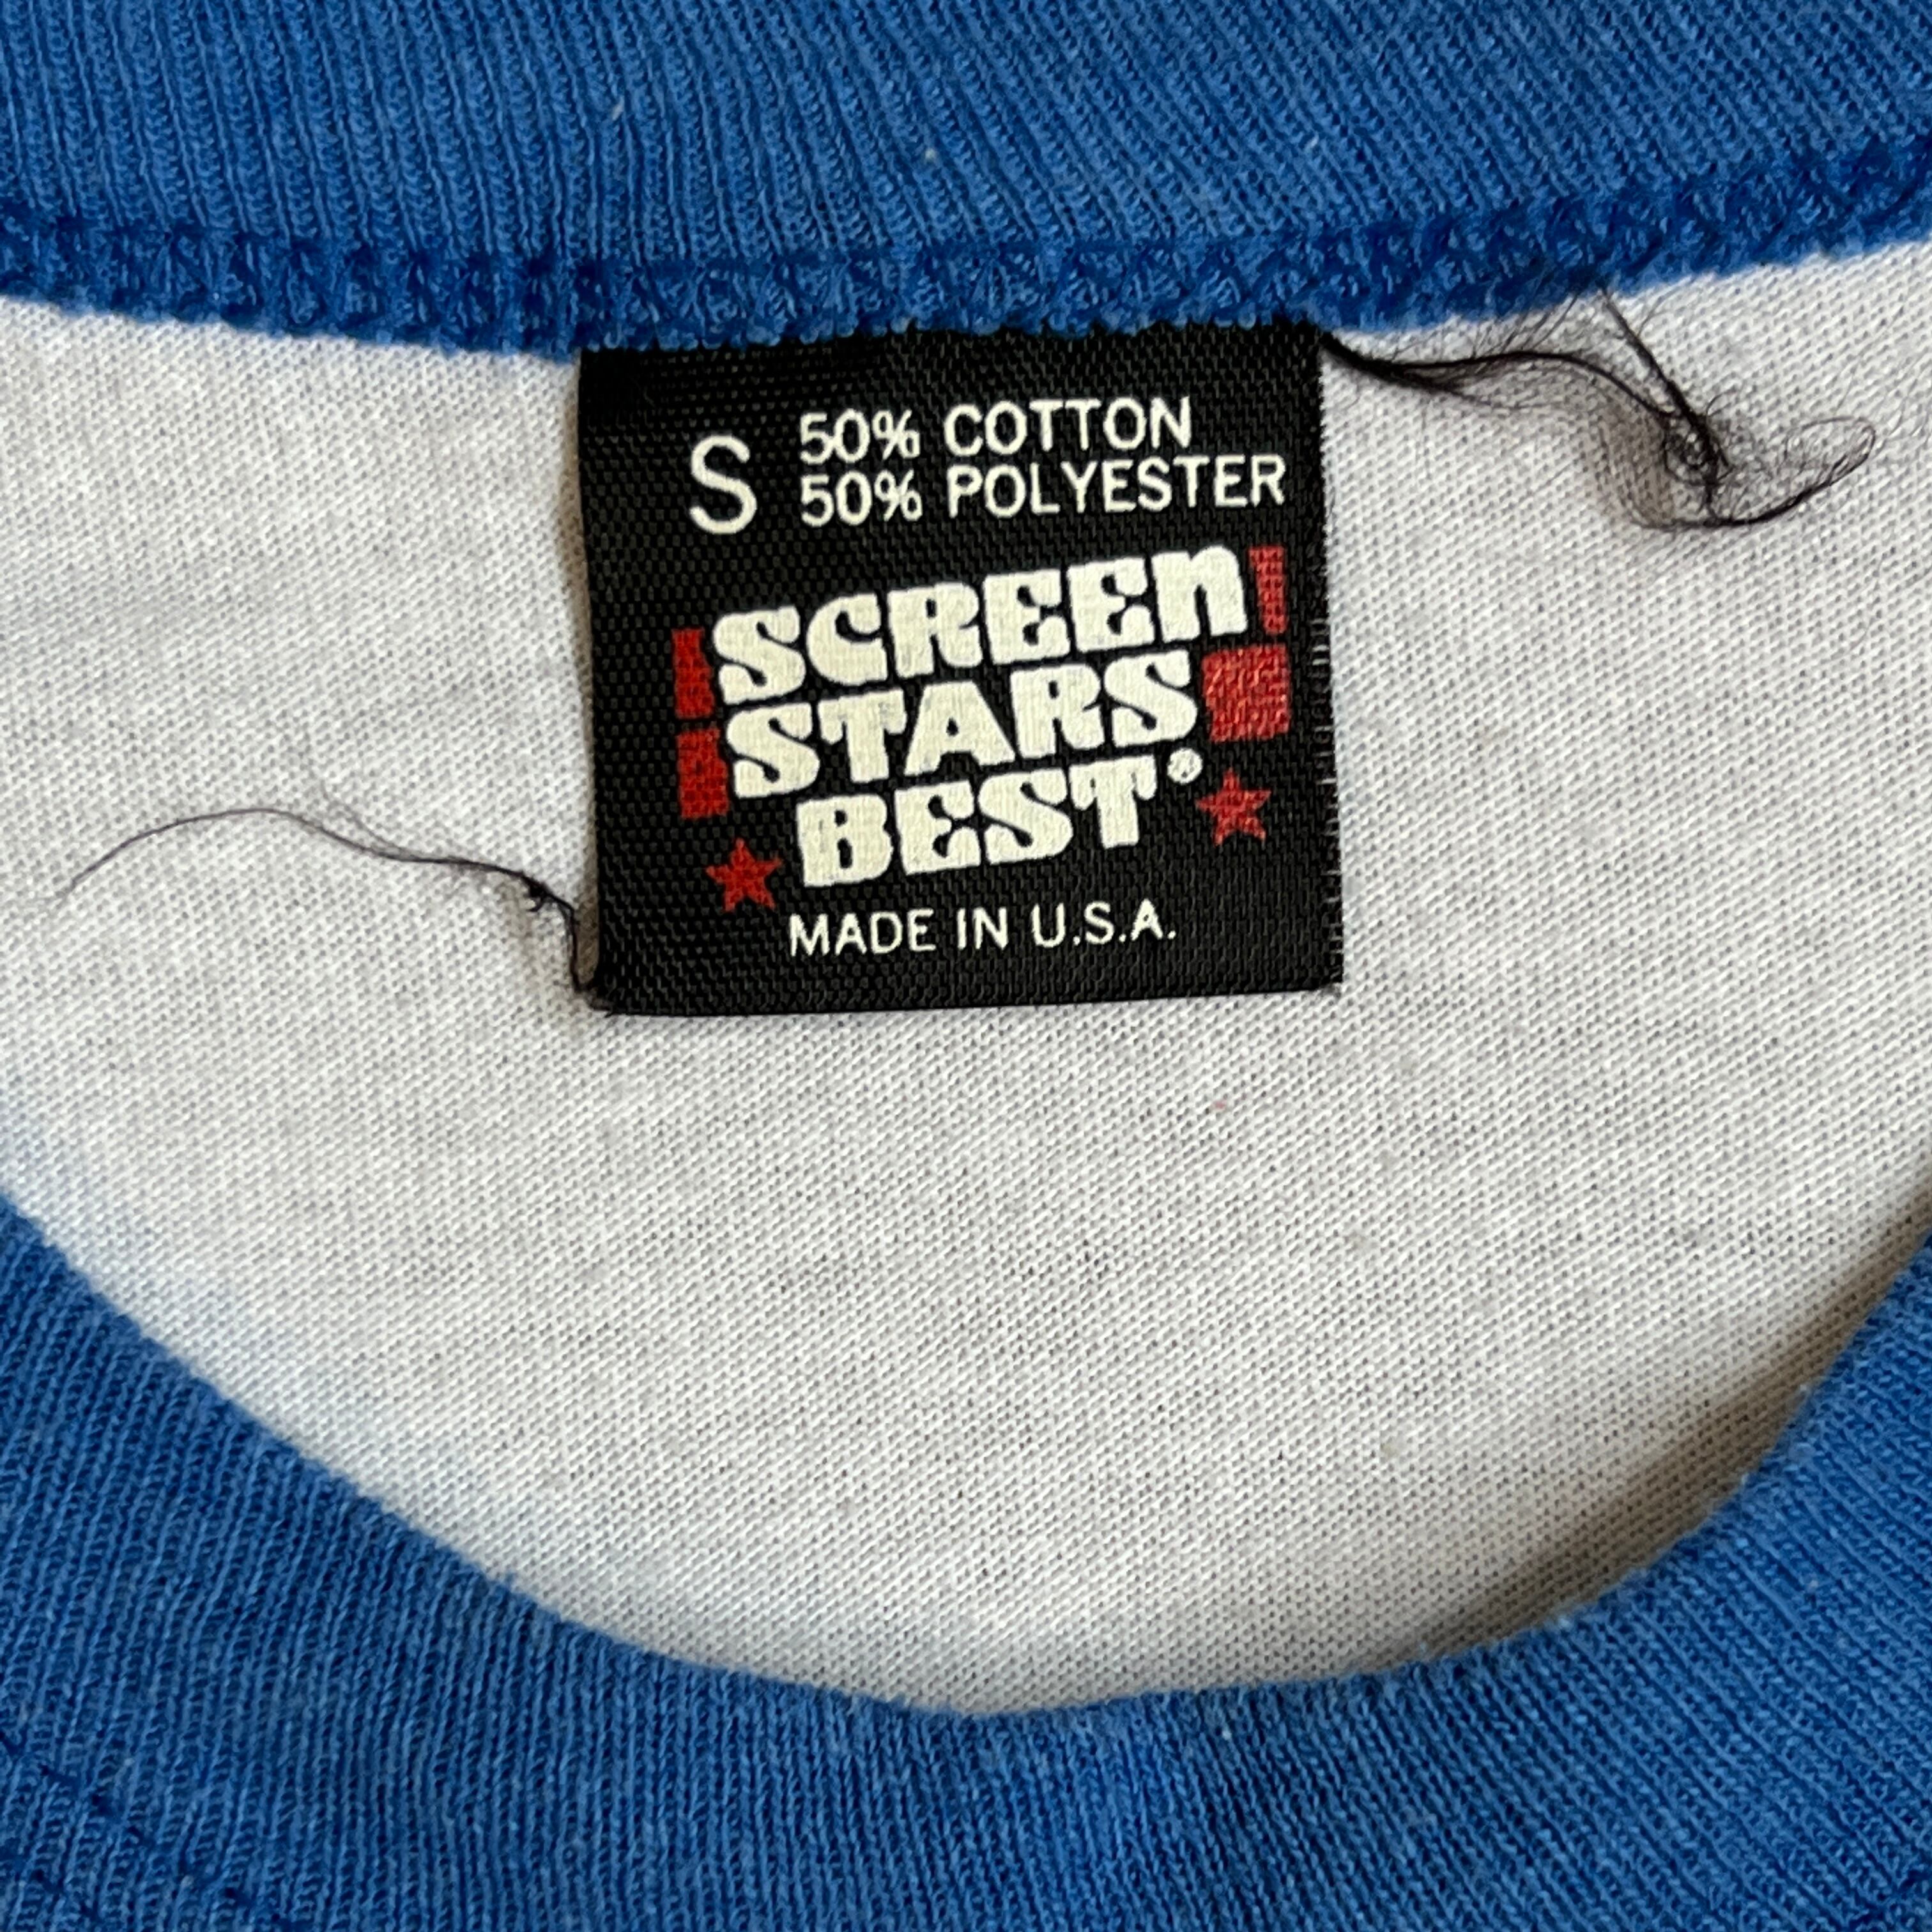 S 50% COTTON
50% POLYESTER
SCREEN
STARS
BEST®
MADE IN U.S.A.